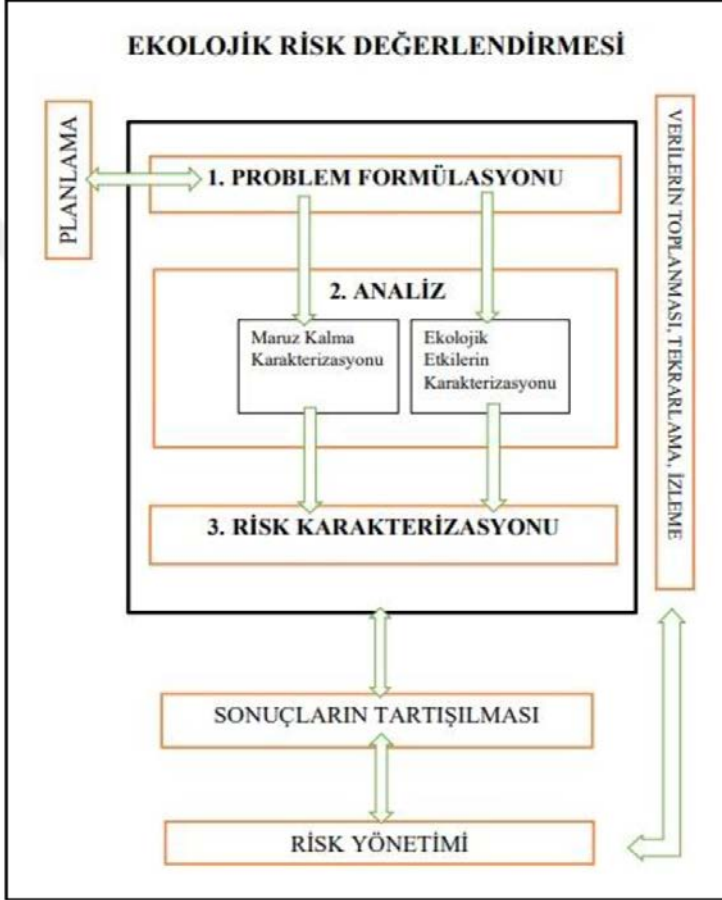 EKOLOJİK RİSK DEĞERLENDİRMESİ
PLANLAMA
1. PROBLEM FORMÜLASYONU
2. ANALİZ
Maruz Kalma
Karakterizasyonu
Ekolojik
Etkilerin
Karakterizasyonu
3. RİSK KARAKTERİZASYONU
VERİLERİN TOPLANMASI, TEKRARLAMA, İZLEME
SONUÇLARIN TARTIŞILMASI
RİSK YÖNETİMİ